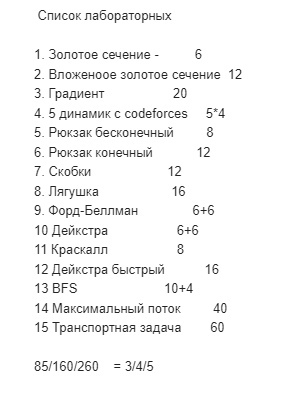 Список лабораторных
1. Золотое сечение - 6
2. Вложеноое золотое сечение 12
3. Градиент 20
4. 5 динамик с codeforces 5*4
5. Рюкзак бесконечный 8
6. Рюкзак конечный 12
7. Скобки 12
8. Лягушка 16
9. Форд-Беллман 6+6
10 Дейкстра 6+6
11 Краскалл 8
12 Дейкстра быстрый 16
13 BFS 10+4
14 Максимальный поток 40
15 Транспортная задача 60
85/160/260 = 3/4/5